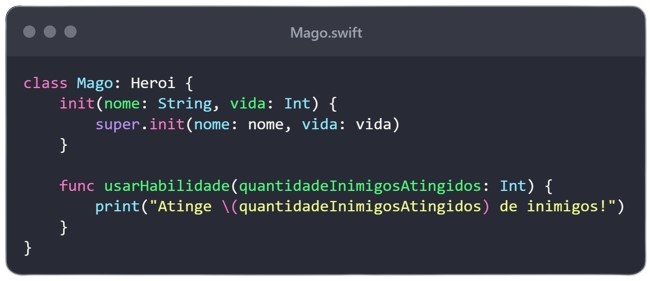 Mago.swift
class Mago: Heroi {
    init(nome: String, vida: Int) {
        super.init(nome: nome, vida: vida)
    }

    func usarHabilidade(quantidadeInimigosAtingidos: Int) {
        print("Atinge \(quantidadeInimigosAtingidos) de inimigos!")
    }
}